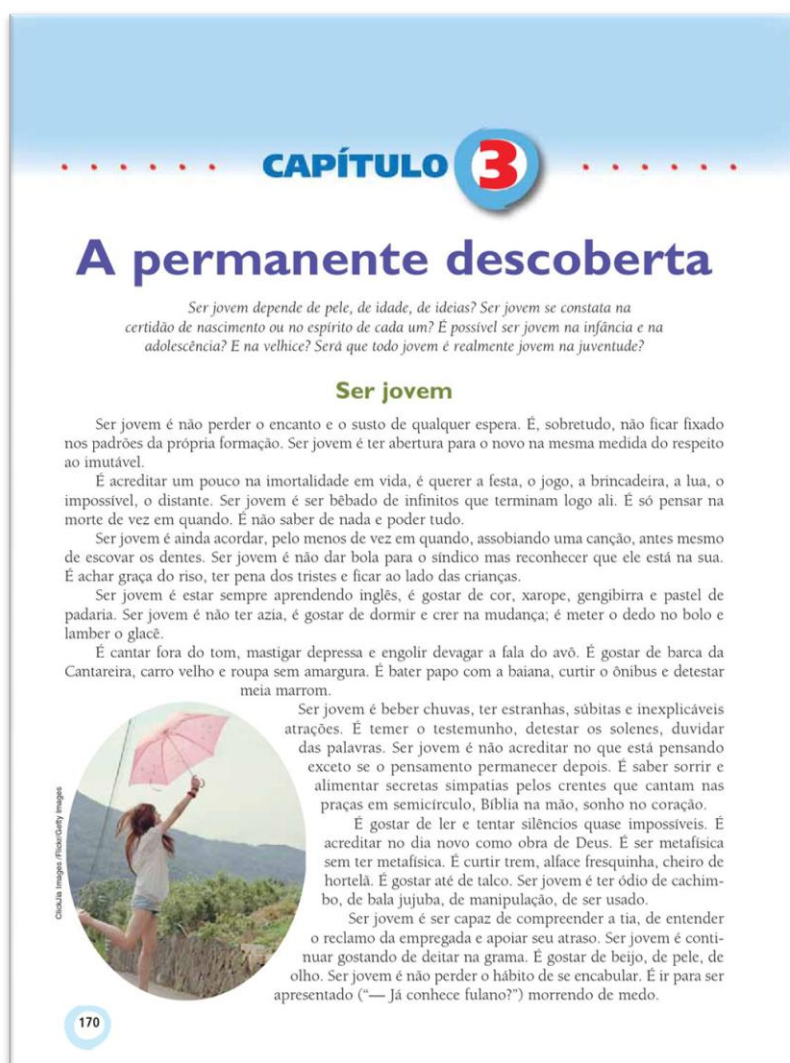 CAPÍTULO 3
A permanente descoberta
Ser jovem depende de pele, de idade, de ideias? Ser jovem se constata na
certidão de nascimento ou no espírito de cada um? É possível ser jovem na infância e na
adolescência? E na velhice? Será que todo jovem é realmente jovem na juventude?
Ser jovem
Ser jovem é não perder o encanto e o susto de qualquer espera. É, sobretudo, não ficar fixado
nos padrões da própria formação. Ser jovem é ter abertura para o novo na mesma medida do respeito
ao imutável.
É acreditar um pouco na imortalidade em vida, é querer a festa, o jogo, a brincadeira, a lua, o
impossível, o distante. Ser jovem é ser bêbado de infinitos que terminam logo ali. É só pensar na
morte de vez em quando. É não saber de nada e poder tudo.
Ser jovem é ainda acordar, pelo menos de vez em quando, assobiando uma canção, antes mesmo
de escovar os dentes. Ser jovem é não dar bola para o síndico mas reconhecer que ele está na sua.
É achar graça do riso, ter pena dos tristes e ficar ao lado das crianças.
Ser jovem é estar sempre aprendendo inglês, é gostar de cor, xarope, gengibirra e pastel de
padaria. Ser jovem é não ter azia, é gostar de dormir e crer na mudança; é meter o dedo no bolo e
lamber o glacê.
É cantar fora do tom, mastigar depressa e engolir devagar a fala do avô. É gostar de barca da
Cantareira, carro velho e roupa sem amargura. É bater papo com a baiana, curtir o ônibus e detestar
meia marrom.
Ser jovem é beber chuvas, ter estranhas, súbitas e inexplicáveis
atrações. É temer o testemunho, detestar os solenes, duvidar
das palavras. Ser jovem é não acreditar no que está pensando
exceto se o pensamento permanecer depois. É saber sorrir e
alimentar secretas simpatias pelos crentes que cantam nas
praças em semicírculo, Bíblia na mão, sonho no coração.
É gostar de ler e tentar silêncios quase impossíveis. É
acreditar no dia novo como obra de Deus. É ser metafísica
sem ter metafísica. É curtir trem, alface fresquinha, cheiro de
hortelã. É gostar até de talco. Ser jovem é ter ódio de cachim-
bo, de bala jujuba, de manipulação, de ser usado.
Ser jovem é ser capaz de compreender a tia, de entender
o reclamo da empregada e apoiar seu atraso. Ser jovem é conti-
nuar gostando de deitar na grama. É gostar de beijo, de pele, de
olho. Ser jovem é não perder o hábito de se encabular. É ir para ser
apresentado (“— Já conhece fulano?”) morrendo de medo.
ClickJia Images /Flickr/Getty Images
170